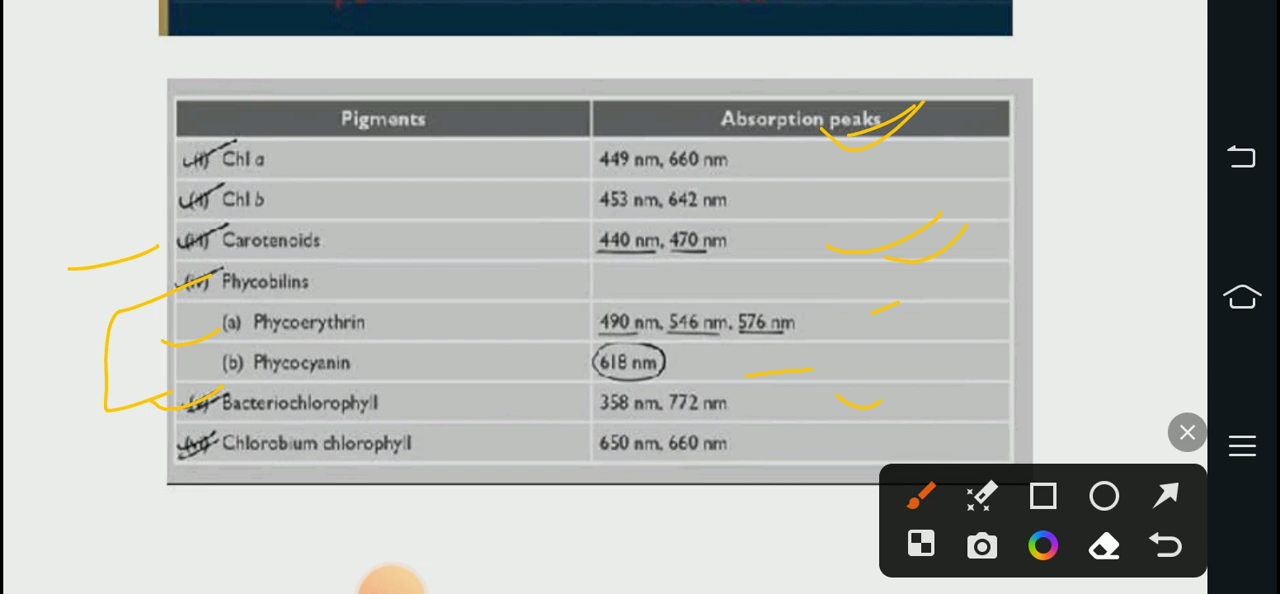 Pigments Absorption peaks
(i) Chl a 449 nm, 660 nm
(ii) Chl b 453 nm, 642 nm
(iii) Carotenoids 440 nm, 470 nm
(iv) Phycobilins
(a) Phycoerythrin 490 nm, 546 nm, 576 nm
(b) Phycocyanin 618 nm
(v) Bacteriochlorophyll 358 nm, 772 nm
(vi) Chlorobium chlorophyll 650 nm, 660 nm